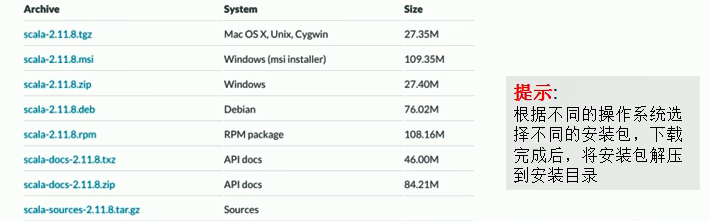 Archive System Size
scala-2.11.8.tgz Mac OS X, Unix, Cygwin 27.35M
scala-2.11.8.msi Windows (msi installer) 109.35M
scala-2.11.8.zip Windows 27.40M
scala-2.11.8.deb Debian 76.02M
scala-2.11.8.rpm RPM package 108.16M
scala-docs-2.11.8.txz API docs 46.00M
scala-docs-2.11.8.zip API docs 84.21M
scala-sources-2.11.8.tar.gz Sources
提示:
根据不同的操作系统选
择不同的安装包，下载
完成后，将安装包解压
到安装目录